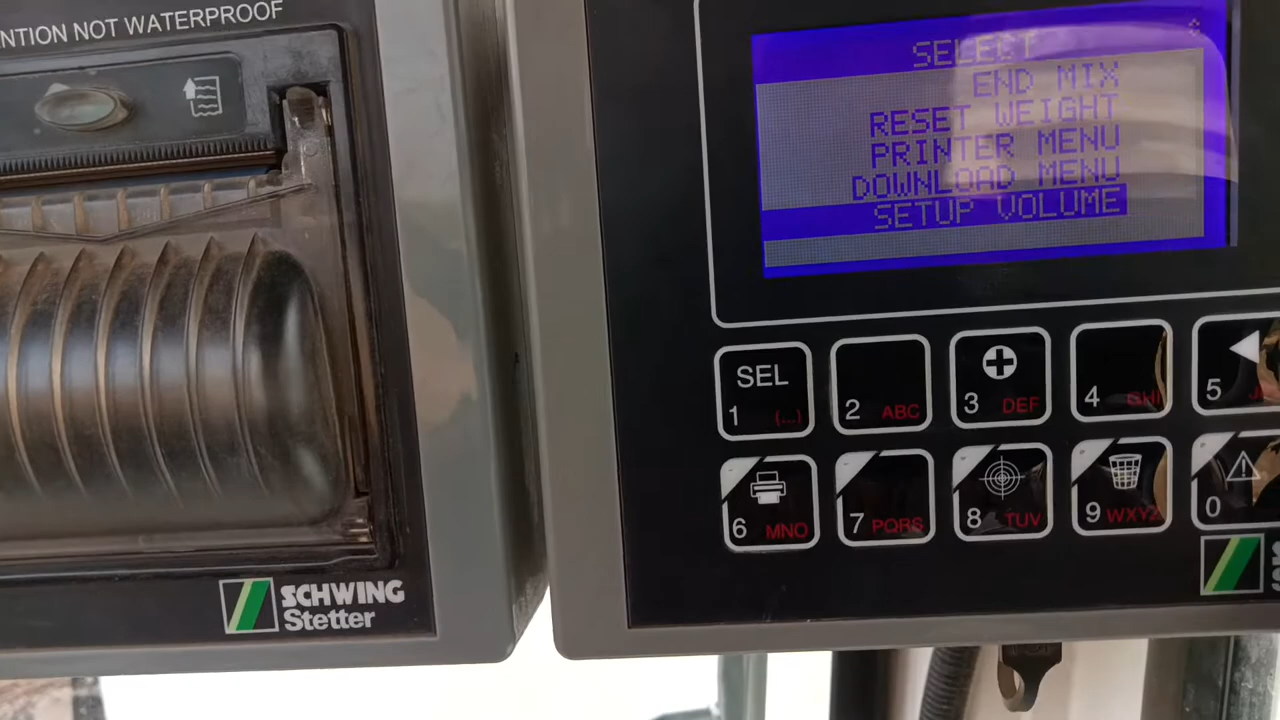 NTION NOT WATERPROOF
SCHWING
Stetter
SELECT
END MIX
RESET WEIGHT
PRINTER MENU
DOWNLOAD MENU
SETUP VOLUME
SEL
1 (...)
2 ABC
3 DEF
4 GHI
5
6 MNO
7 PQRS
8 TUV
9 WXYZ
0